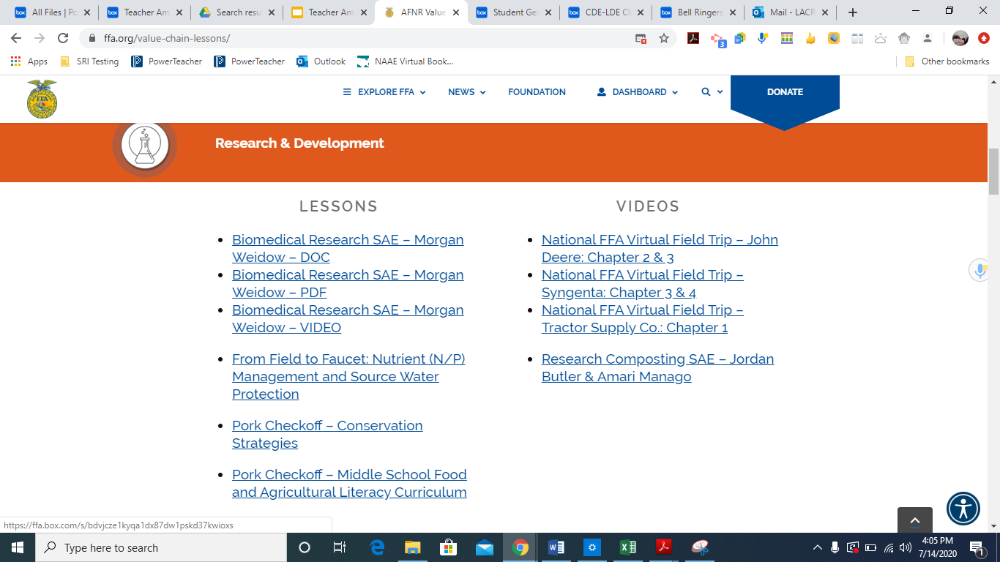 All Files | Po
Teacher Am
Search resu
Teacher Am
AFNR Value
Student Ge
CDE-LDE Cl
Bell Ringers
Mail - LACR
ffa.org/value-chain-lessons/
3
Apps
SRI Testing
PowerTeacher
PowerTeacher
Outlook
NAAE Virtual Book...
Other bookmarks
FFA
EXPLORE FFA
NEWS
FOUNDATION
DASHBOARD
DONATE
Research & Development
LESSONS
Biomedical Research SAE – Morgan
Weidow – DOC
Biomedical Research SAE – Morgan
Weidow – PDF
Biomedical Research SAE – Morgan
Weidow – VIDEO
From Field to Faucet: Nutrient (N/P)
Management and Source Water
Protection
Pork Checkoff – Conservation
Strategies
Pork Checkoff – Middle School Food
and Agricultural Literacy Curriculum
VIDEOS
National FFA Virtual Field Trip – John
Deere: Chapter 2 & 3
National FFA Virtual Field Trip –
Syngenta: Chapter 3 & 4
National FFA Virtual Field Trip –
Tractor Supply Co.: Chapter 1
Research Composting SAE – Jordan
Butler & Amari Manago
https://ffa.box.com/s/bdvjcze1kyqa1dx87dw1pskd37kwioxs
Type here to search
4:05 PM
7/14/2020
1